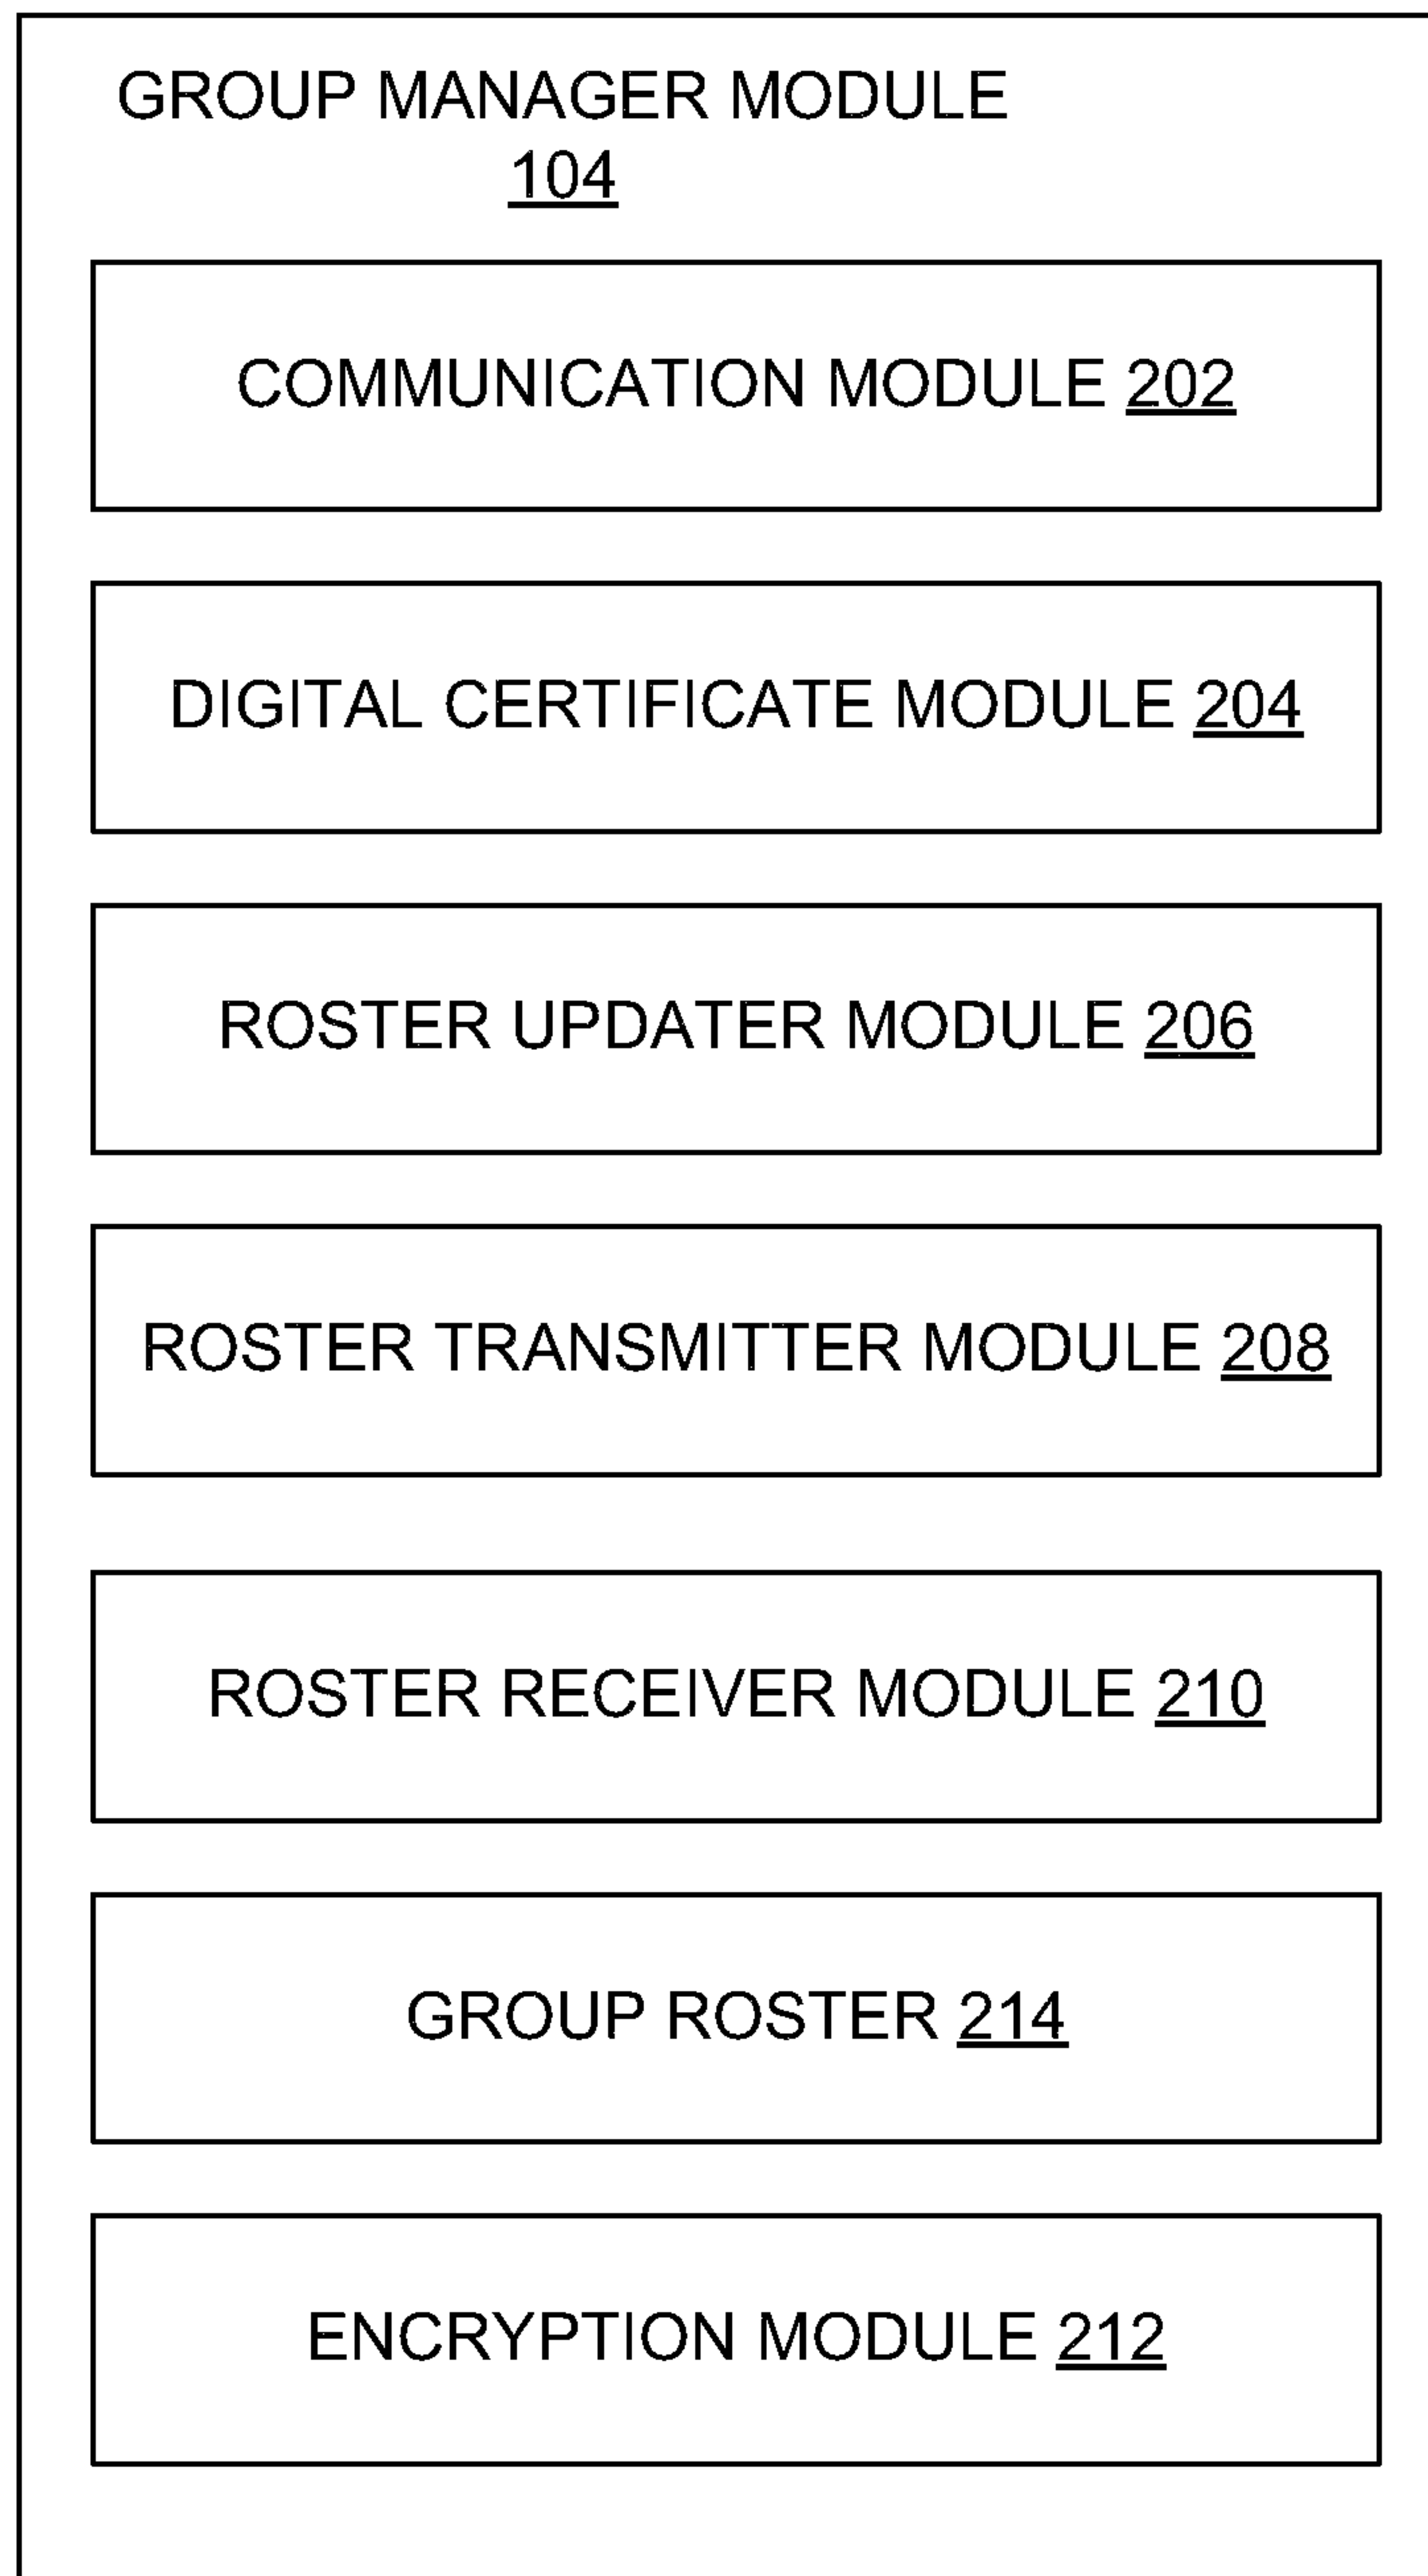 GROUP MANAGER MODULE
104
COMMUNICATION MODULE 202
DIGITAL CERTIFICATE MODULE 204
ROSTER UPDATER MODULE 206
ROSTER TRANSMITTER MODULE 208
ROSTER RECEIVER MODULE 210
GROUP ROSTER 214
ENCRYPTION MODULE 212